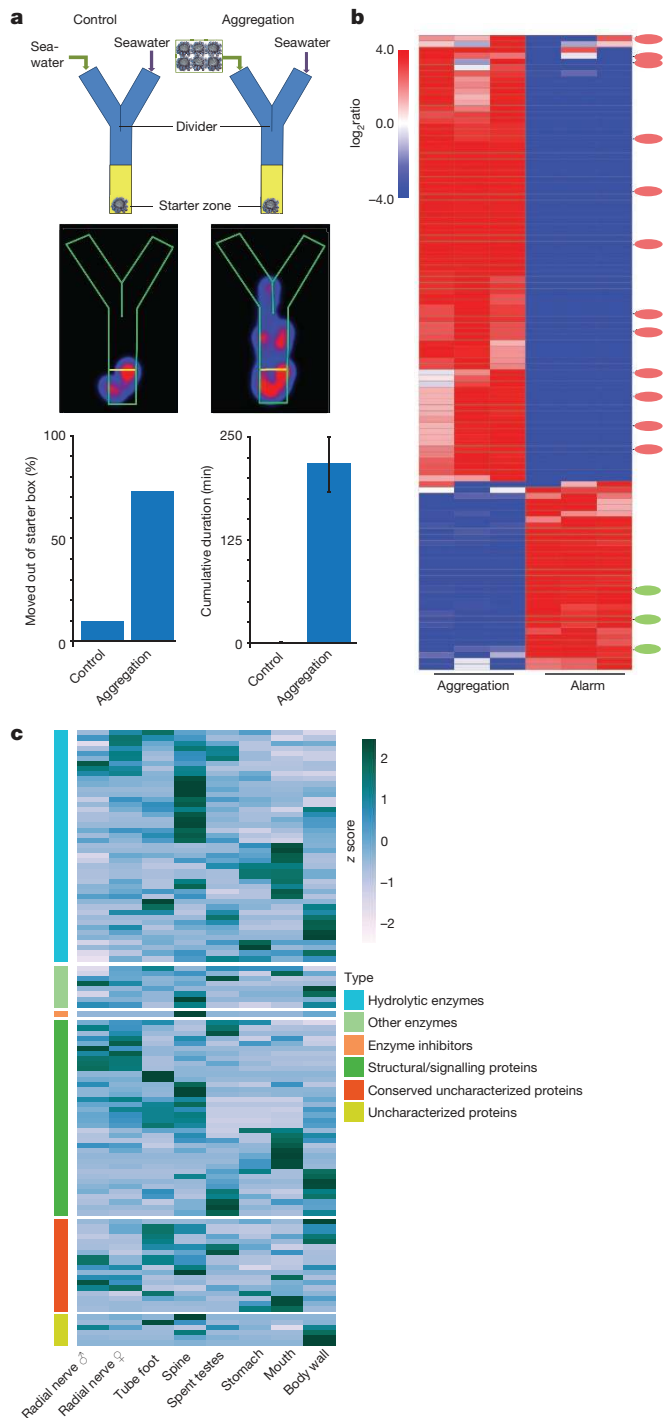 a
Control
Aggregation
Sea-
water
Seawater
Seawater
Divider
Starter zone
100
50
0
Moved out of starter box (%)
Control
Aggregation
250
125
0
Cumulative duration (min)
Control
Aggregation
b
4.0
0.0
−4.0
log2ratio
Aggregation
Alarm
c
2
1
0
−1
−2
z score
Type
Hydrolytic enzymes
Other enzymes
Enzyme inhibitors
Structural/signalling proteins
Conserved uncharacterized proteins
Uncharacterized proteins
Radial nerve ♂
Radial nerve ♀
Tube foot
Spine
Spent testes
Stomach
Mouth
Body wall